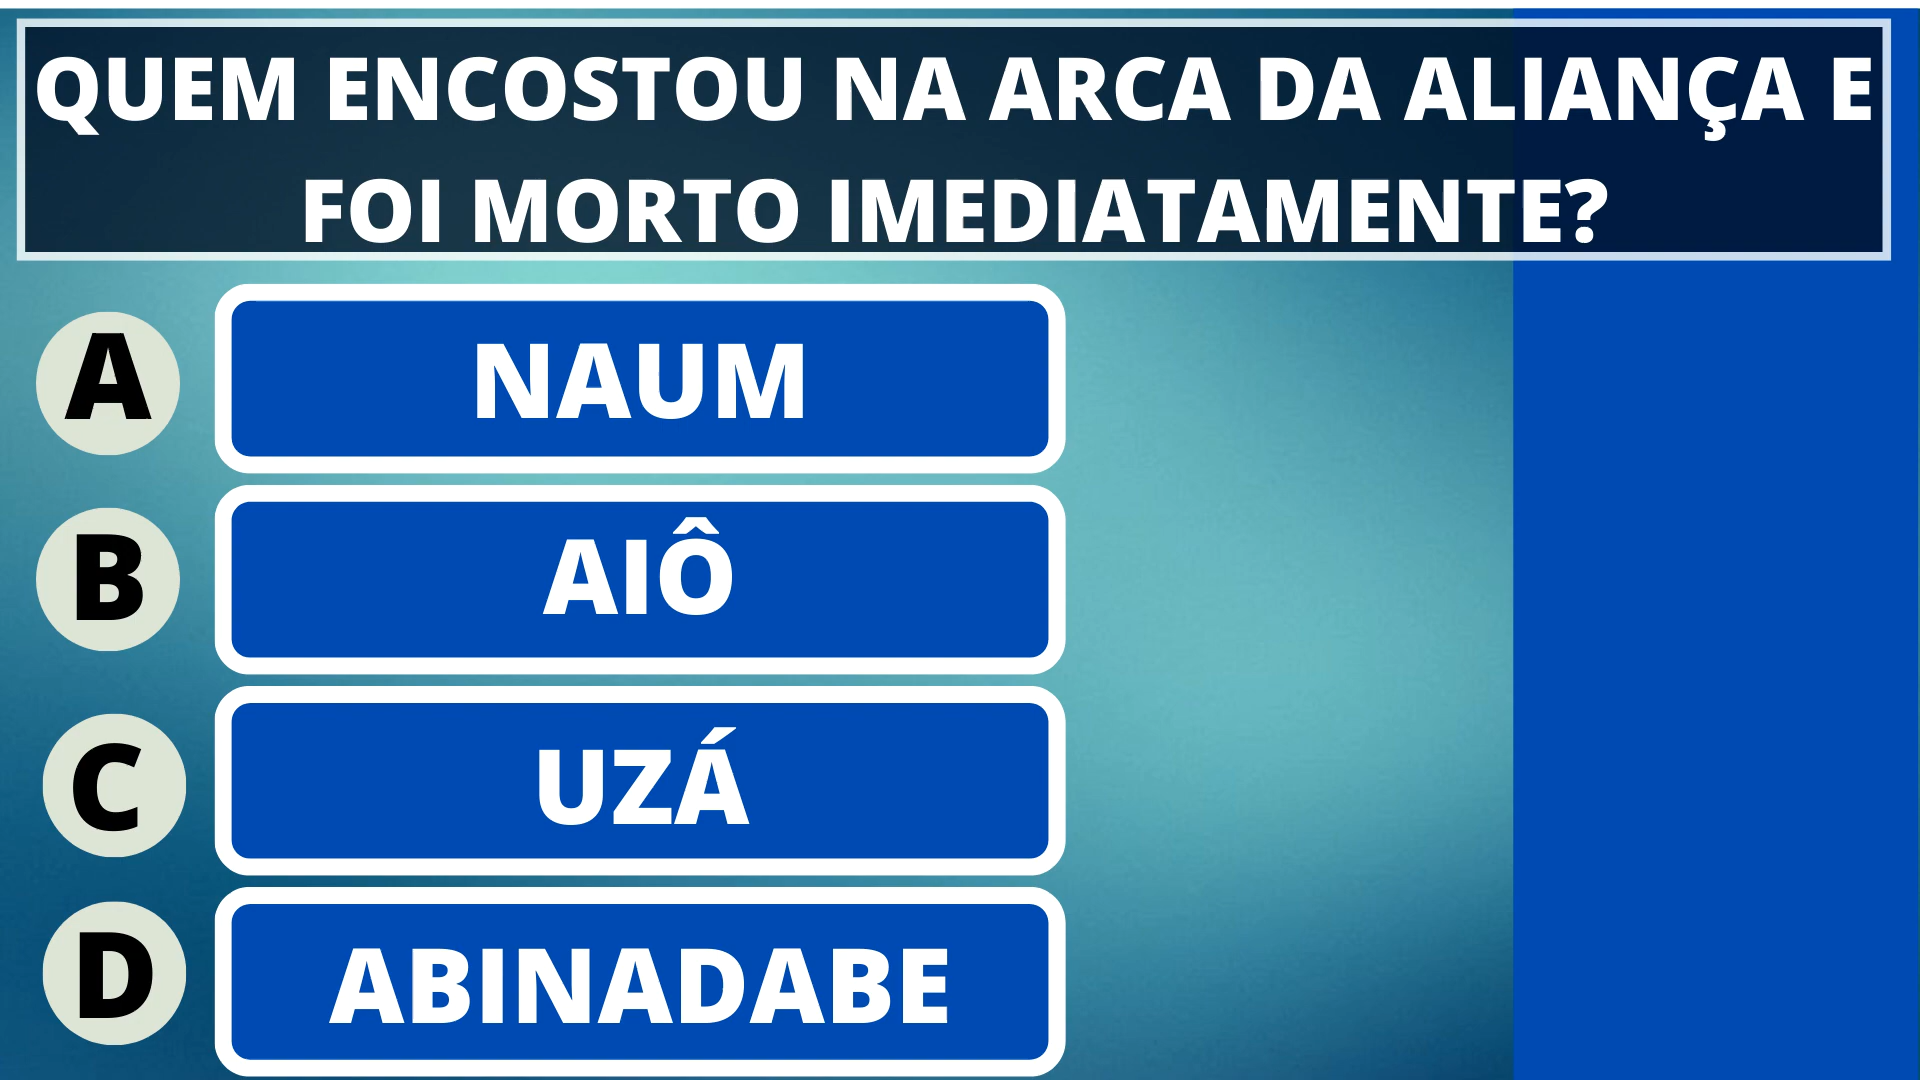 QUEM ENCOSTOU NA ARCA DA ALIANÇA E
FOI MORTO IMEDIATAMENTE?
A
NAUM
B
AIÔ
C
UZÁ
D
ABINADABE